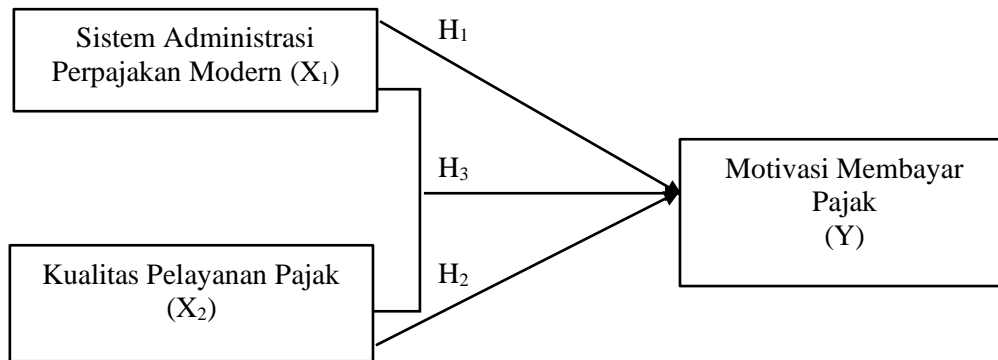 Sistem Administrasi
Perpajakan Modern (X₁)
H₁
H₃
Motivasi Membayar
Pajak
(Y)
Kualitas Pelayanan Pajak
(X₂)
H₂